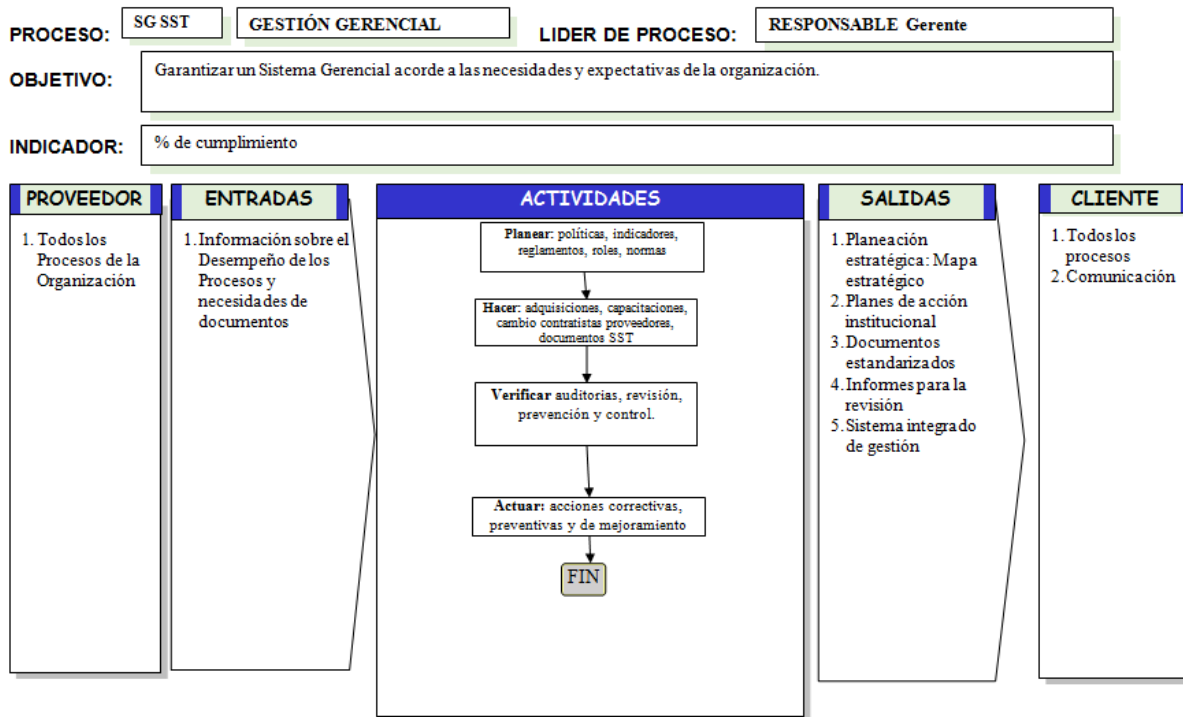 PROCESO: SG SST GESTIÓN GERENCIAL LIDER DE PROCESO: RESPONSABLE Gerente
OBJETIVO: Garantizar un Sistema Gerencial acorde a las necesidades y expectativas de la organización.
INDICADOR: % de cumplimiento
PROVEEDOR
1. Todos los
Procesos de la
Organización
ENTRADAS
1. Información sobre el
Desempeño de los
Procesos y
necesidades de
documentos
ACTIVIDADES
Planear: políticas, indicadores,
reglamentos, roles, normas
Hacer: adquisiciones, capacitaciones,
cambio contratistas proveedores,
documentos SST
Verificar auditorias, revisión,
prevención y control.
Actuar: acciones correctivas,
preventivas y de mejoramiento
FIN
SALIDAS
1. Planeación
estratégica: Mapa
estratégico
2. Planes de acción
institucional
3. Documentos
estandarizados
4. Informes para la
revisión
5. Sistema integrado
de gestión
CLIENTE
1. Todos los
procesos
2. Comunicación